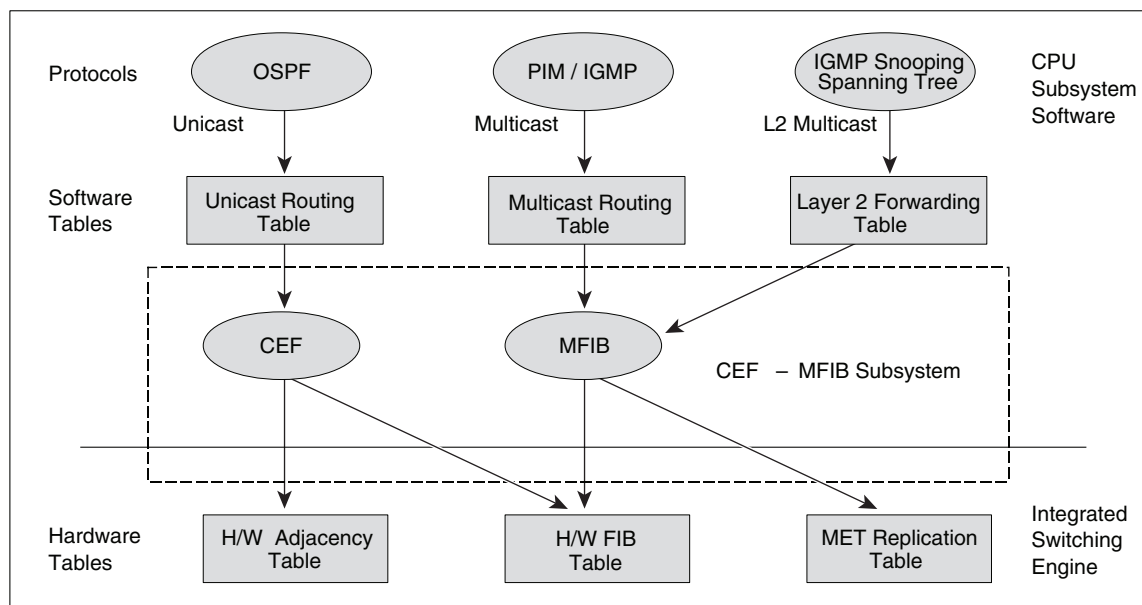 Protocols
OSPF
PIM / IGMP
IGMP Snooping
Spanning Tree
CPU
Subsystem
Software
Unicast
Multicast
L2 Multicast
Software
Tables
Unicast Routing
Table
Multicast Routing
Table
Layer 2 Forwarding
Table
CEF
MFIB
CEF – MFIB Subsystem
Hardware
Tables
H/W Adjacency
Table
H/W FIB
Table
MET Replication
Table
Integrated
Switching
Engine